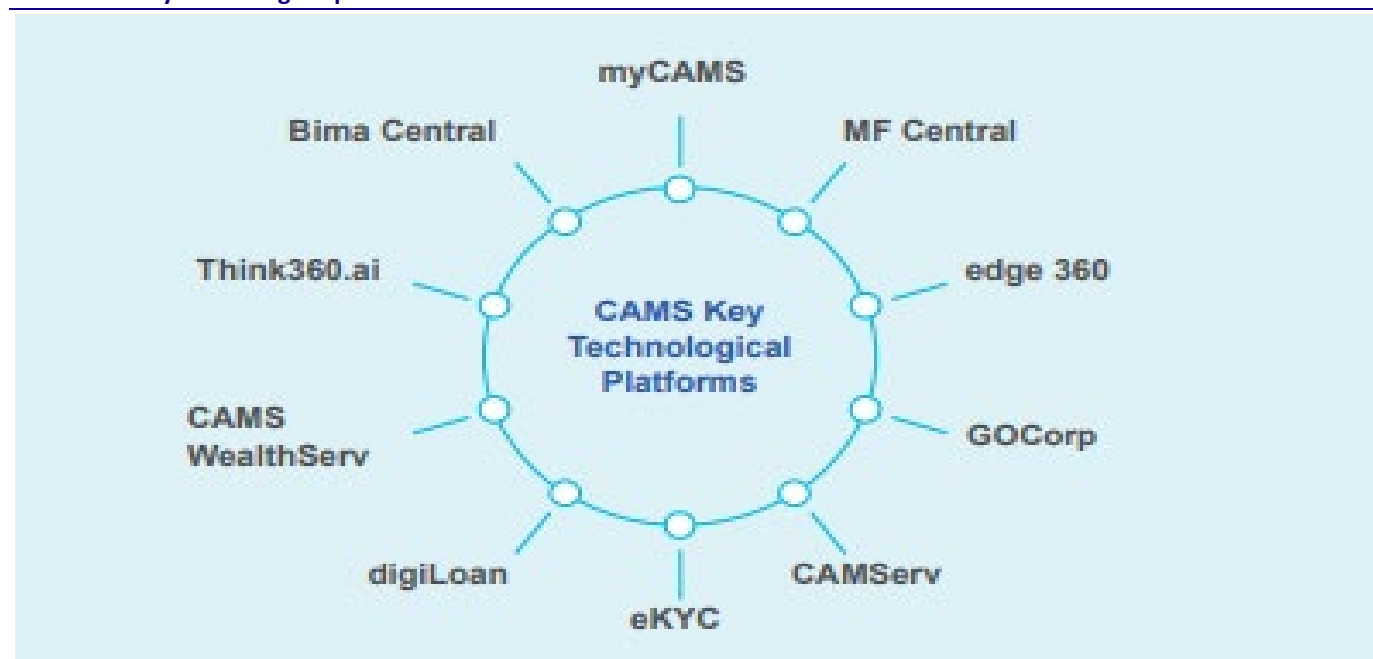 myCAMS
Bima Central
MF Central
Think360.ai
edge 360
CAMS Key
Technological
Platforms
CAMS
WealthServ
GOCorp
digiLoan
CAMServ
eKYC